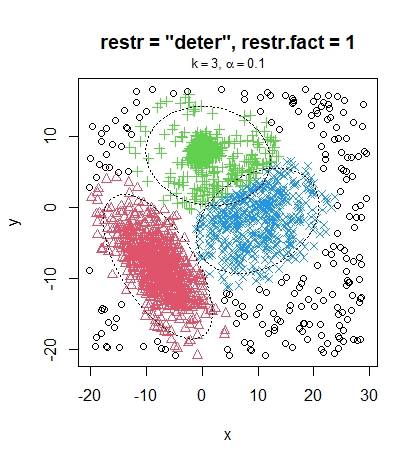 restr = "deter", restr.fact = 1
k = 3, α = 0.1
10
0
-10
-20
y
-20 -10 0 10 20 30
x